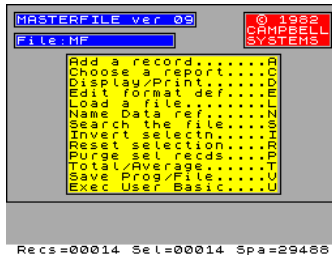 MASTERFILE ver 09
© 1982
CAMPBELL
SYSTEMS
File:MF
Add a record.....A
Choose a report....C
Display/Print.....D
Edit format def...E
Load a file.......L
Name Data ref.....N
Search the file...S
Invert selectn....I
Reset selection...R
Purge sel recds...P
Total/Average.....T
Save Prog/File....V
Exec User Basic...U
Recs=00014 Sel=00014 Spa=29488